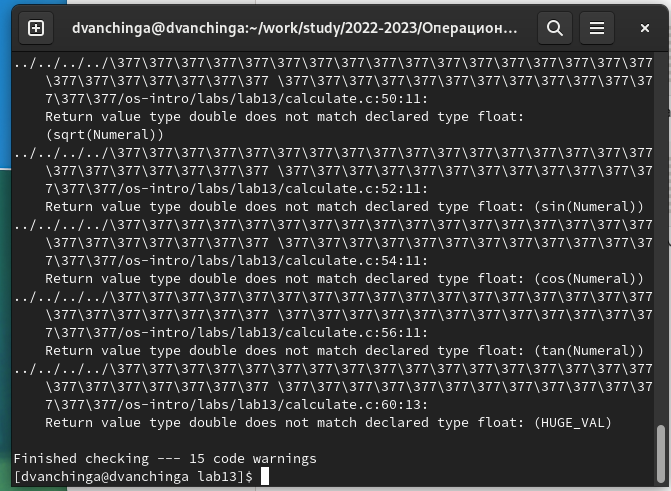 dvanchinga@dvanchinga:~/work/study/2022-2023/Операцион...
../../../../\377\377\377\377\377\377\377\377\377\377\377\377\377\377\377\377\377
\377\377\377\377\377\377\377 \377\377\377\377\377\377\377\377\377\377\377\37
7\377\377/os-intro/labs/lab13/calculate.c:50:11:
Return value type double does not match declared type float:
(sqrt(Numeral))
../../../../\377\377\377\377\377\377\377\377\377\377\377\377\377\377\377\377\377
\377\377\377\377\377\377\377 \377\377\377\377\377\377\377\377\377\377\377\37
7\377\377/os-intro/labs/lab13/calculate.c:52:11:
Return value type double does not match declared type float: (sin(Numeral))
../../../../\377\377\377\377\377\377\377\377\377\377\377\377\377\377\377\377\377
\377\377\377\377\377\377\377 \377\377\377\377\377\377\377\377\377\377\377\37
7\377\377/os-intro/labs/lab13/calculate.c:54:11:
Return value type double does not match declared type float: (cos(Numeral))
../../../../\377\377\377\377\377\377\377\377\377\377\377\377\377\377\377\377\377
\377\377\377\377\377\377\377 \377\377\377\377\377\377\377\377\377\377\377\37
7\377\377/os-intro/labs/lab13/calculate.c:56:11:
Return value type double does not match declared type float: (tan(Numeral))
../../../../\377\377\377\377\377\377\377\377\377\377\377\377\377\377\377\377\377
\377\377\377\377\377\377\377 \377\377\377\377\377\377\377\377\377\377\377\37
7\377\377/os-intro/labs/lab13/calculate.c:60:13:
Return value type double does not match declared type float: (HUGE_VAL)
Finished checking --- 15 code warnings
[dvanchinga@dvanchinga lab13]$